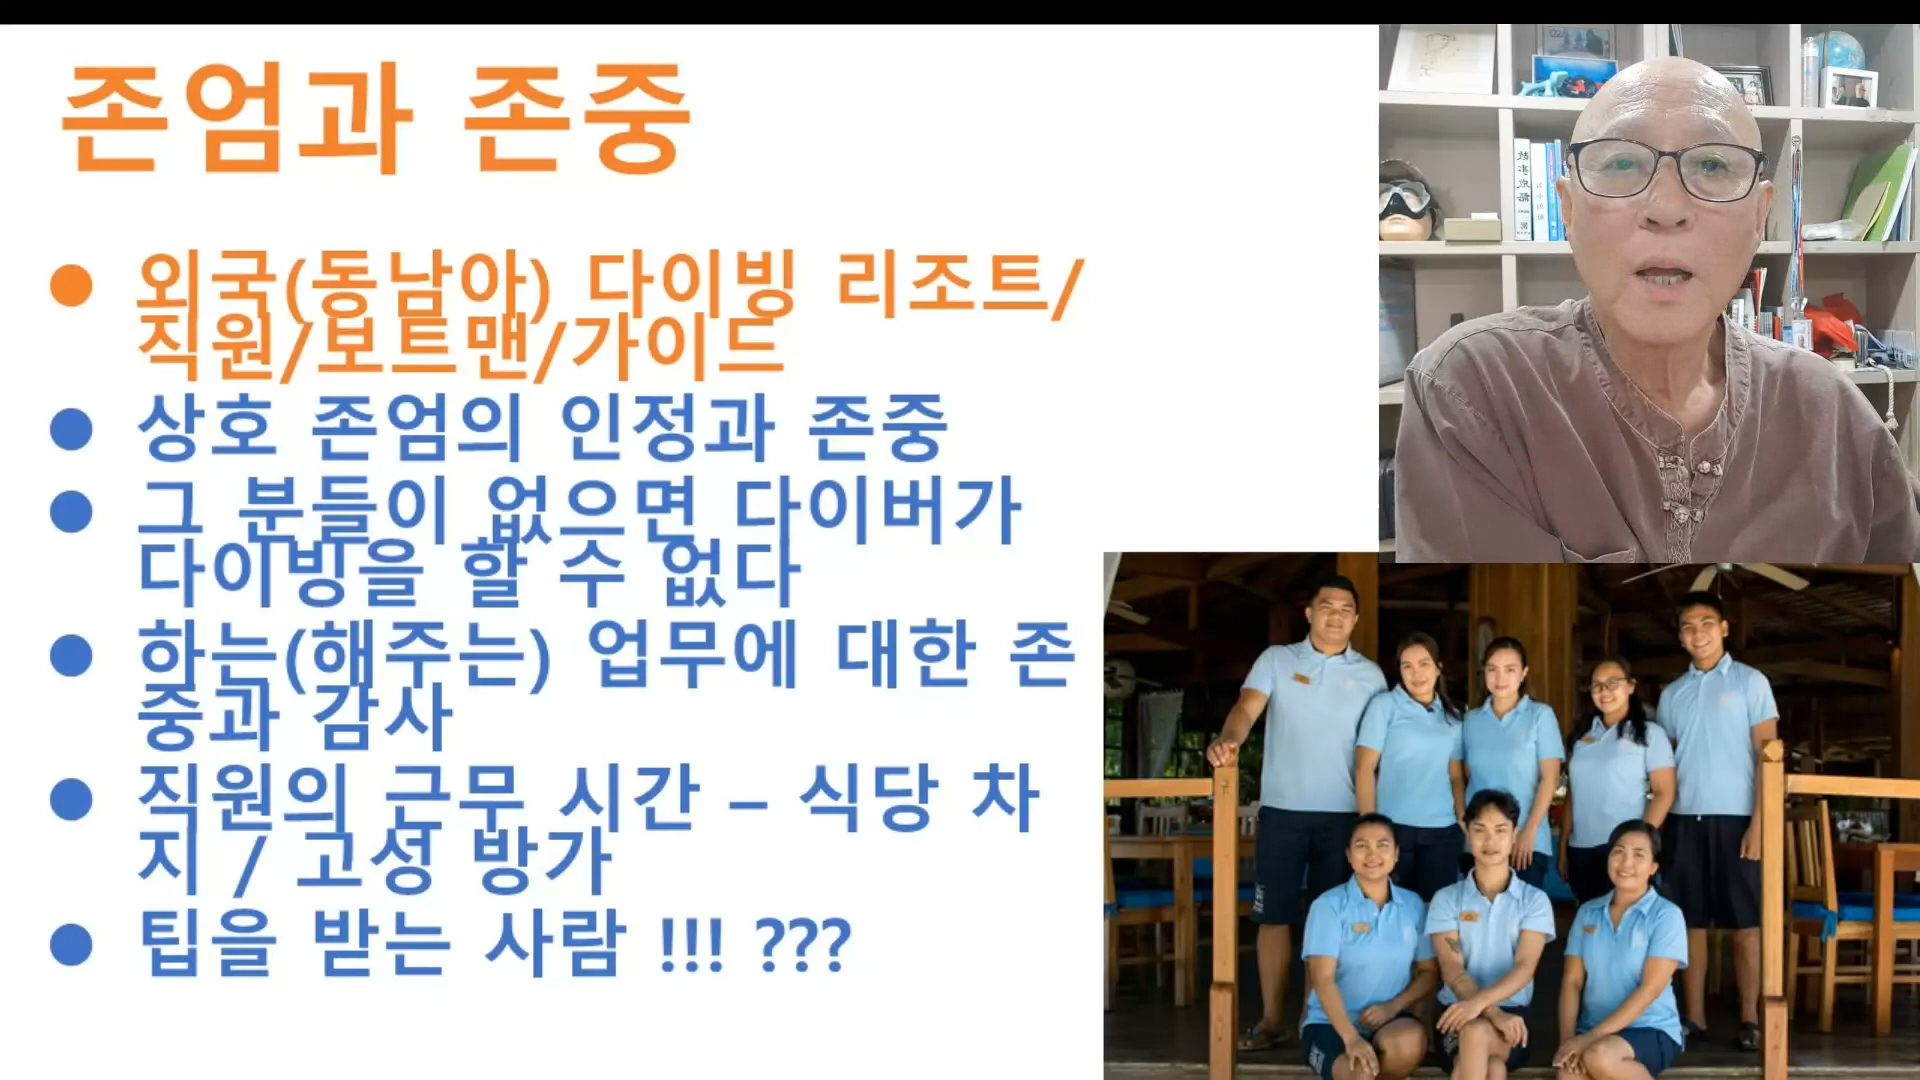 존엄과 존중
외국(동남아) 다이빙 리조트/
직원/보트맨/가이드
상호 존엄의 인정과 존중
그 분들이 없으면 다이버가
다이빙을 할 수 없다
하는(해주는) 업무에 대한 존
중과 감사
직원의 근무 시간 – 식당 차
지 / 고성 방가
팁을 받는 사람 !!! ???